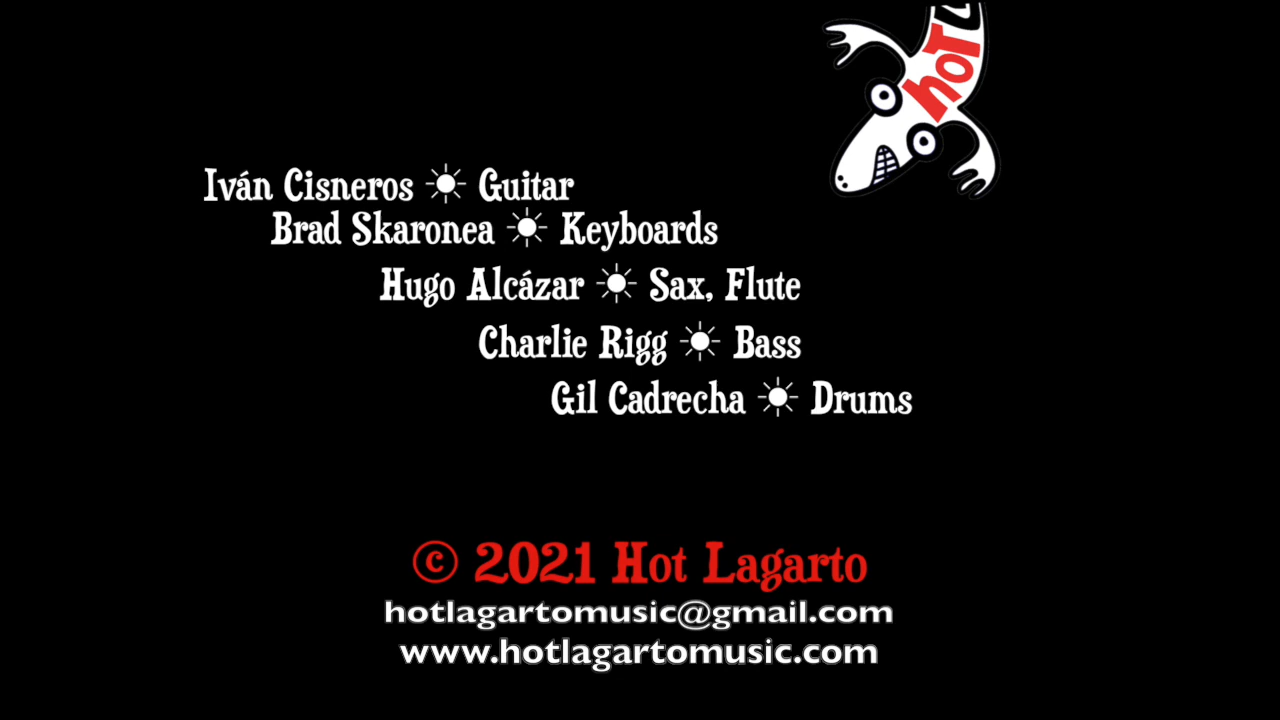 hot
Iván Cisneros ☀ Guitar
Brad Skaronea ☀ Keyboards
Hugo Alcázar ☀ Sax, Flute
Charlie Rigg ☀ Bass
Gil Cadrecha ☀ Drums
© 2021 Hot Lagarto
hotlagartomusic@gmail.com
www.hotlagartomusic.com